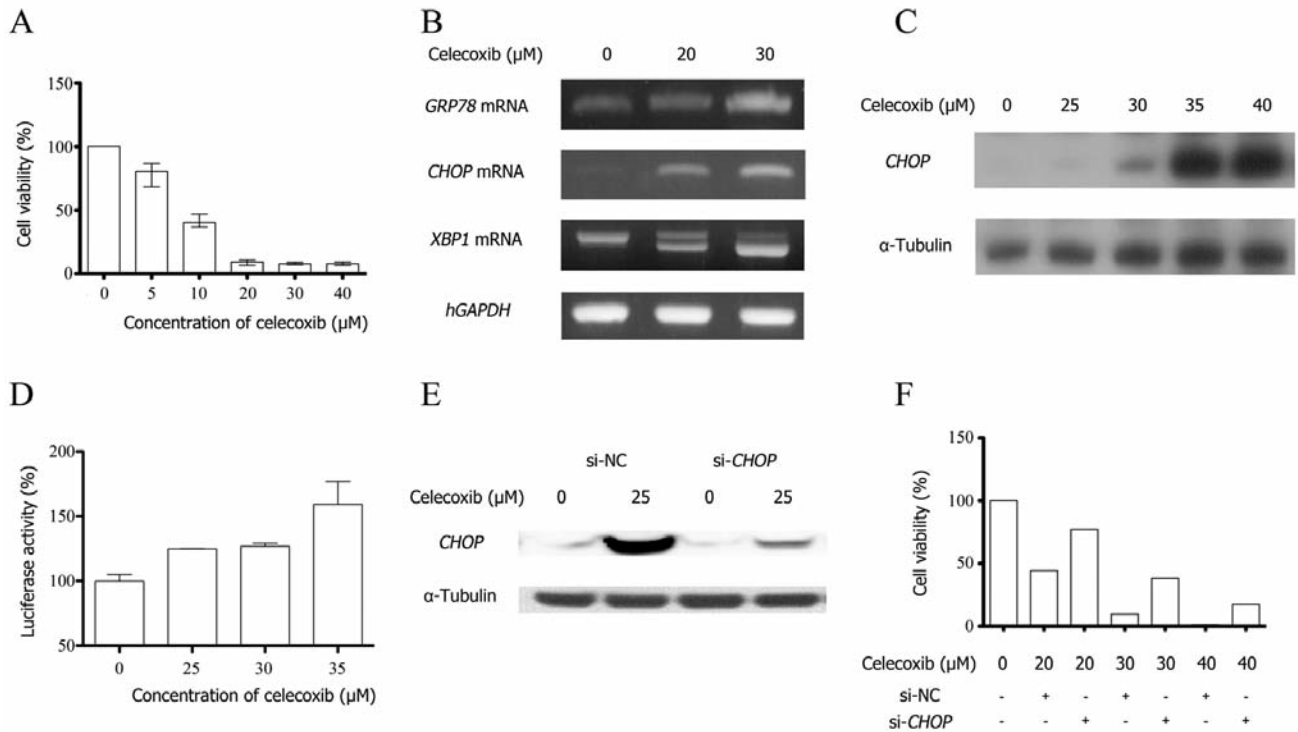 A
150
100
50
0
Cell viability (%)
0 5 10 20 30 40
Concentration of celecoxib (µM)
B
Celecoxib (µM) 0 20 30
GRP78 mRNA
CHOP mRNA
XBP1 mRNA
hGAPDH
C
Celecoxib (µM)
0 25 30 35 40
CHOP
α-Tubulin
D
200
150
100
50
Luciferase activity (%)
0 25 30 35
Concentration of celecoxib (µM)
E
si-NC si-CHOP
Celecoxib (µM) 0 25 0 25
CHOP
α-Tubulin
F
150
100
50
0
Cell viability (%)
Celecoxib (µM) 0 20 20 30 30 40 40
si-NC - + - + - + -
si-CHOP - - + - + - +